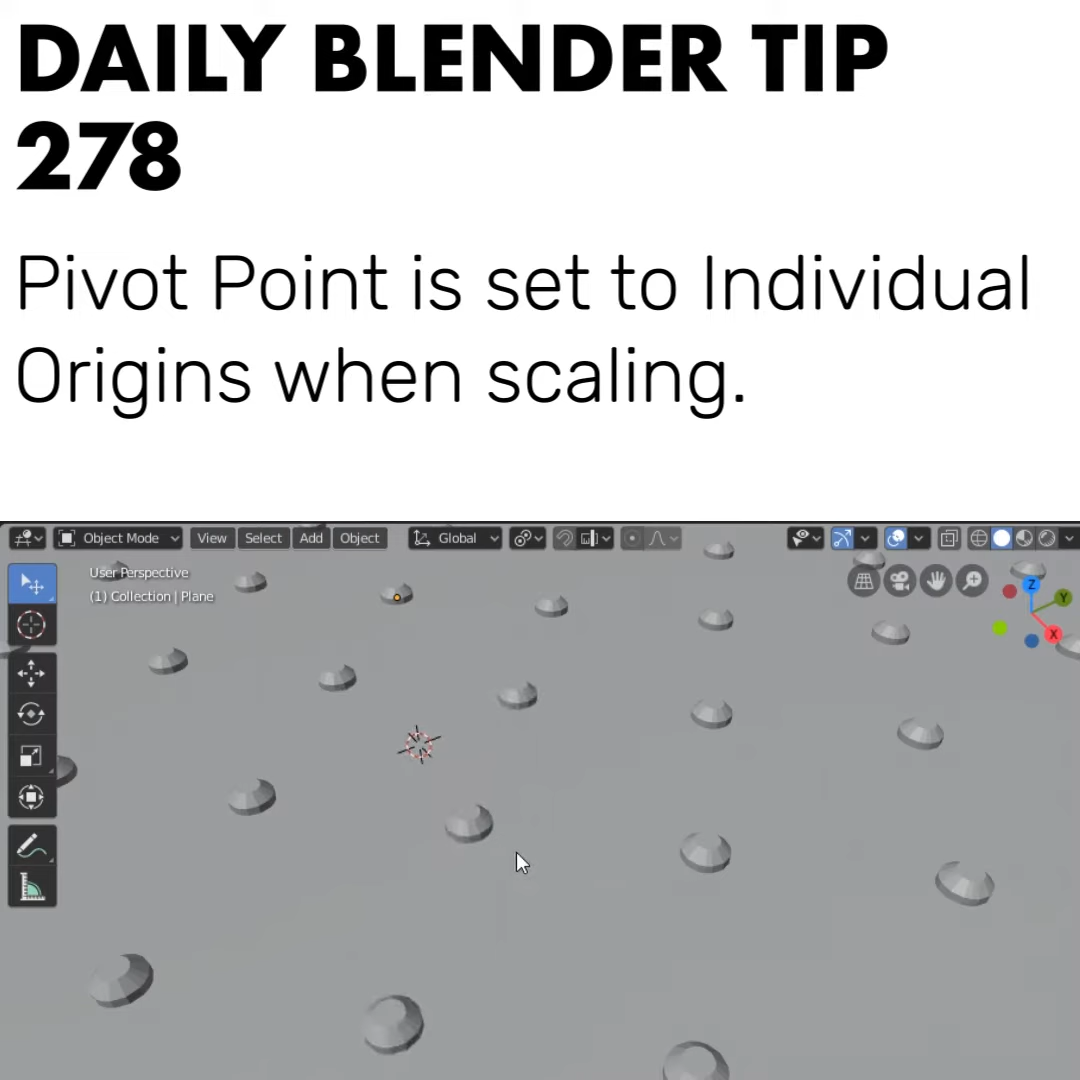 DAILY BLENDER TIP
278
Pivot Point is set to Individual
Origins when scaling.
Object Mode View Select Add Object Global
User Perspective
(1) Collection | Plane
Z
Y
X